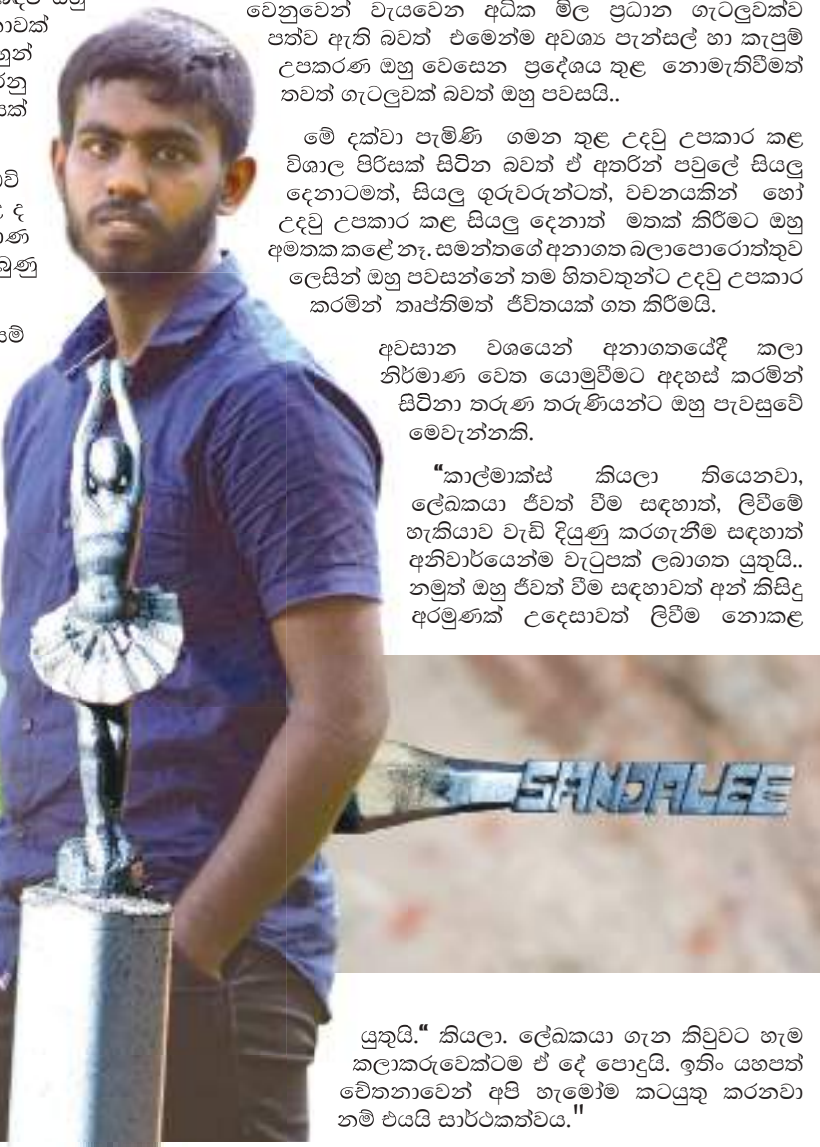 වෙනුවෙන් වැයවෙන අධික මිල ප්‍රධාන ගැටලුවක්ව
පත්ව ඇති බවත් එමෙන්ම අවශ්‍ය පැන්සල් හා කැපුම්
උපකරණ ඔහු වෙසෙන ප්‍රදේශය තුළ නොමැතිවීමත්
තවත් ගැටලුවක් බවත් ඔහු පවසයි..
මේ දක්වා පැමිණි ගමන තුළ උදවු උපකාර කළ
විශාල පිරිසක් සිටින බවත් ඒ අතරින් පවුලේ සියලු
දෙනාටමත්, සියලු ගුරුවරුන්ටත්, වචනයකින් හෝ
උදවු උපකාර කළ සියලු දෙනාත් මතක් කිරීමට ඔහු
අමතක කළේ නෑ. සමන්තගේ අනාගත බලාපොරොත්තුව
ලෙසින් ඔහු පවසන්නේ තම හිතවතුන්ට උදවු උපකාර
කරමින් තෘප්තිමත් ජීවිතයක් ගත කිරීමයි.
අවසාන වශයෙන් අනාගතයේදී කලා
නිර්මාණ වෙත යොමුවීමට අදහස් කරමින්
සිටිනා තරුණ තරුණියන්ට ඔහු පැවසුවේ
මෙවැන්නකි.
“කාල්මාක්ස් කියලා තියෙනවා,
ලේඛකයා ජීවත් වීම සඳහාත්, ලිවීමේ
හැකියාව වැඩි දියුණු කරගැනීම සඳහාත්
අනිවාර්යෙන්ම වැටුපක් ලබාගත යුතුයි..
නමුත් ඔහු ජීවත් වීම සඳහාවත් අන් කිසිදු
අරමුණක් උදෙසාවත් ලිවීම නොකළ
SANJALEE
යුතුයි.“ කියලා. ලේඛකයා ගැන කිවුවට හැම
කලාකරුවෙක්ටම ඒ දේ පොදුයි. ඉතිං යහපත්
චේතනාවෙන් අපි හැමෝම කටයුතු කරනවා
නම් එයයි සාර්ථකත්වය."